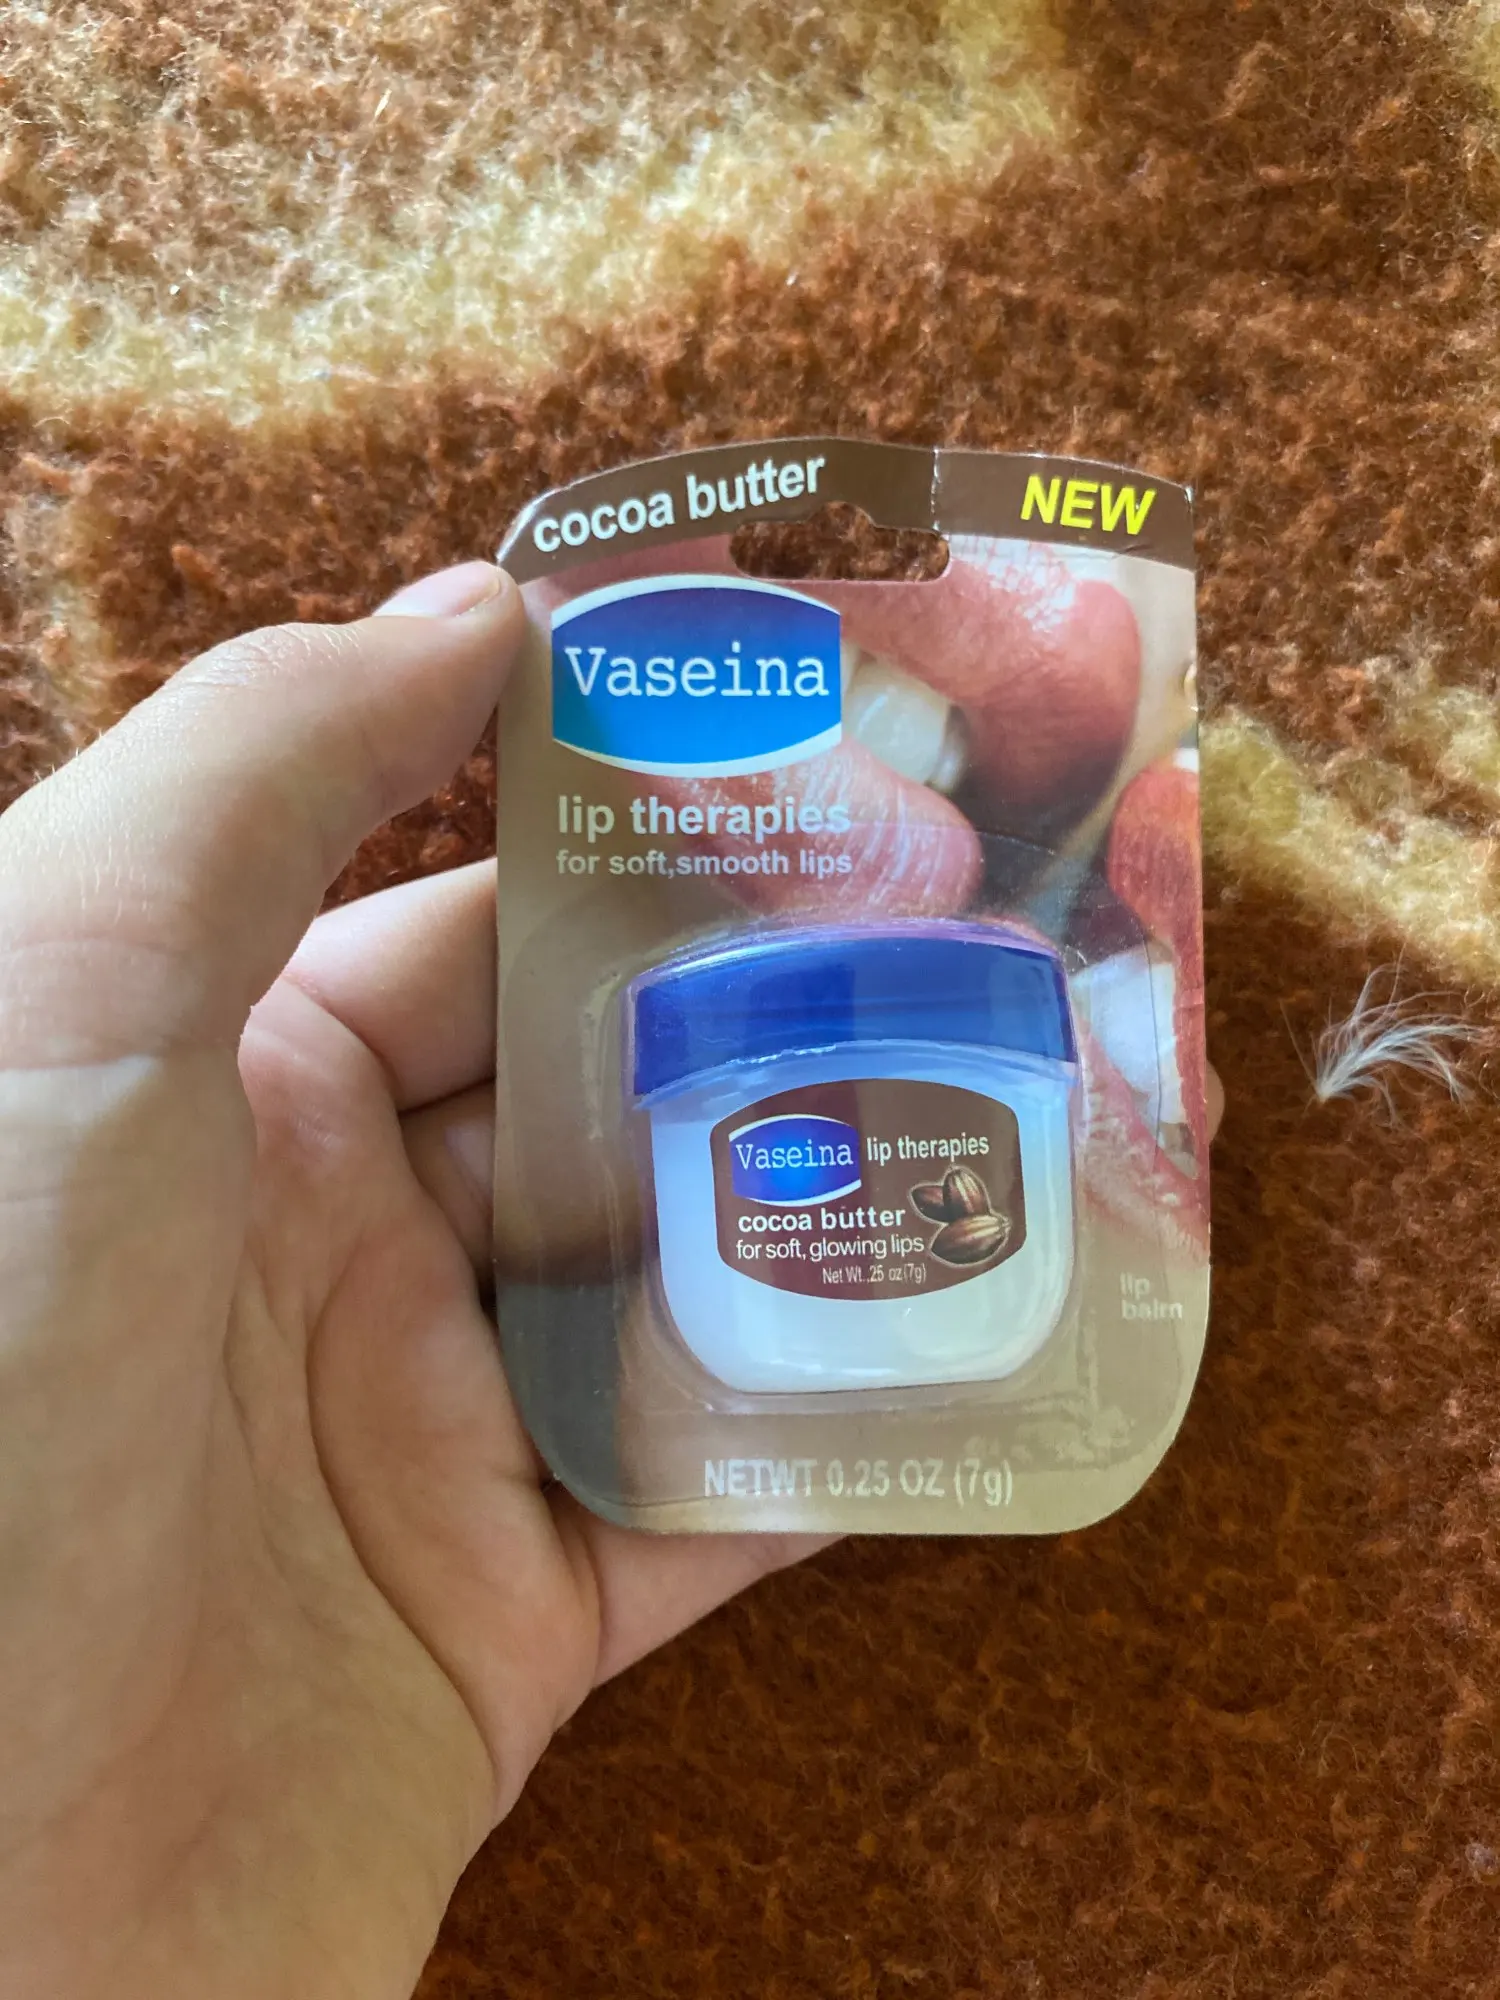 cocoa butter
NEW
Vaseina
lip therapies
for soft,smooth lips
Vaseina lip therapies
cocoa butter
for soft, glowing lips
Net Wt..25 oz(7g)
lip
balm
NETWT 0.25 OZ (7g)